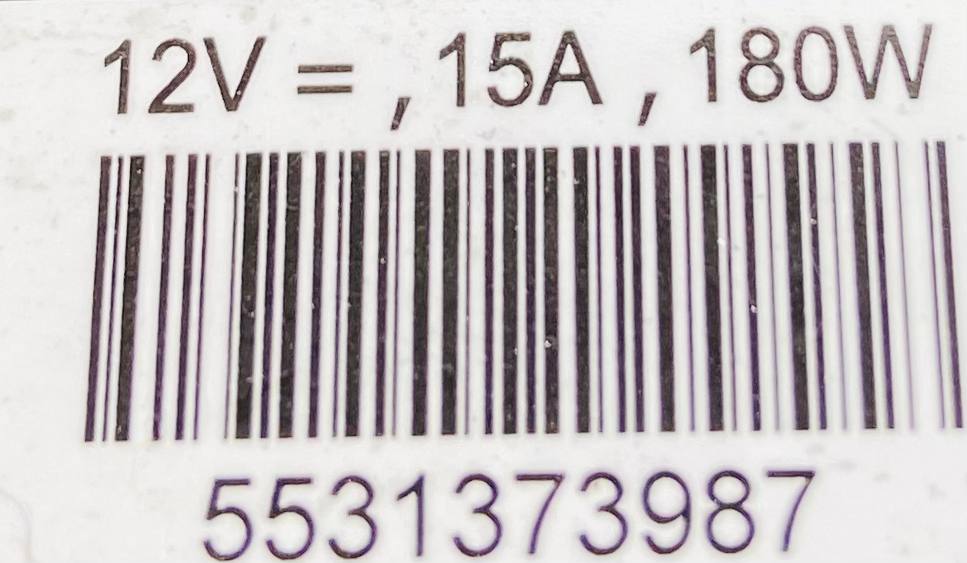 12V = , 15A , 180W
5531373987